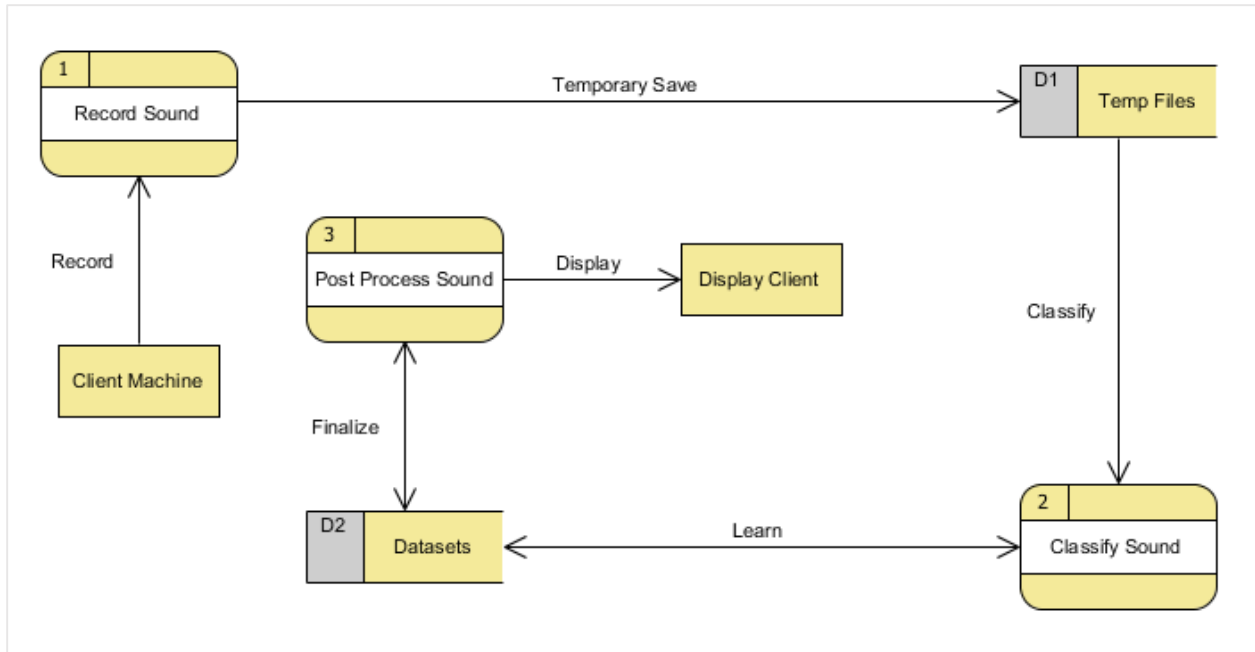 1
Record Sound
Temporary Save
D1
Temp Files
Record
3
Post Process Sound
Display
Display Client
Classify
Client Machine
Finalize
D2
Datasets
Learn
2
Classify Sound